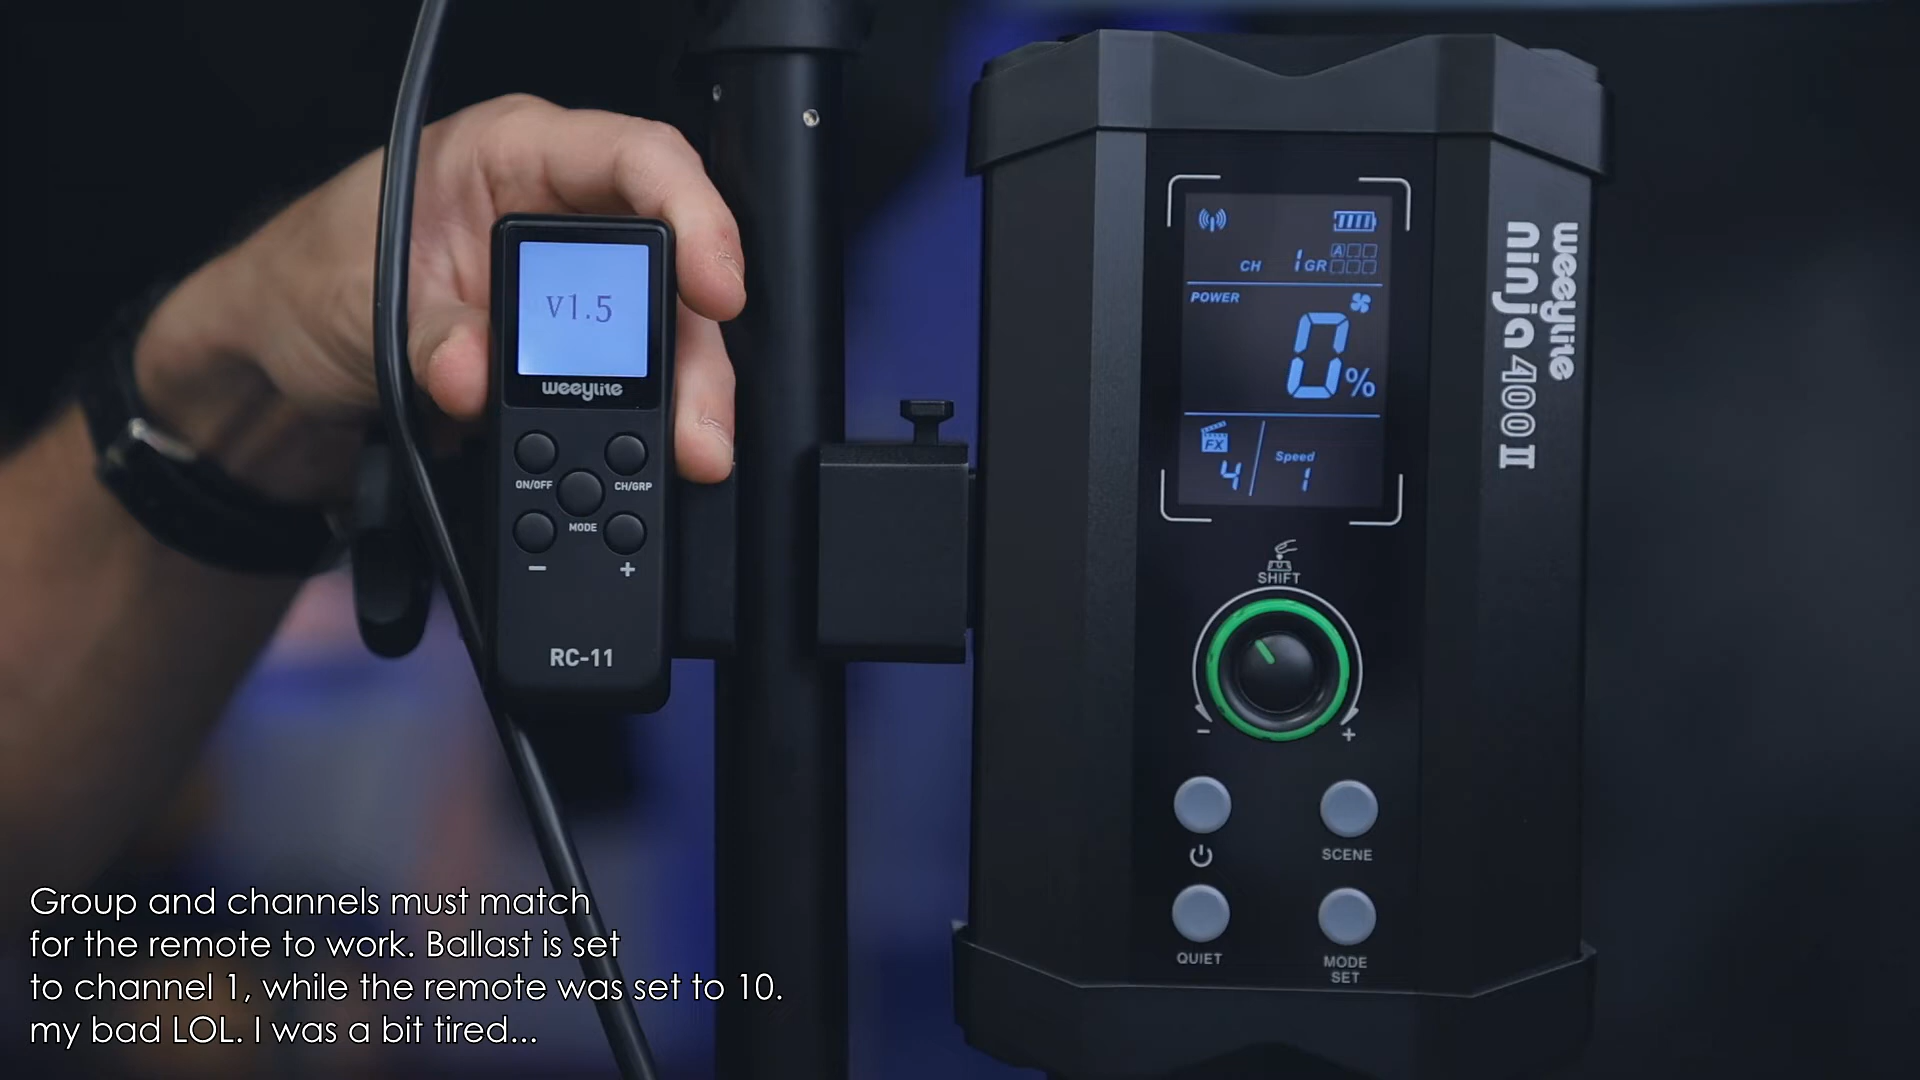 V1.5
weeylite
ON/OFF
CH/GRP
MODE
− +
RC-11
CH 1 GR A
POWER
0%
FX
4
Speed
1
SHIFT
− +
SCENE
QUIET
MODE
SET
weeylite
ninja 400 II
Group and channels must match
for the remote to work. Ballast is set
to channel 1, while the remote was set to 10.
my bad LOL. I was a bit tired...